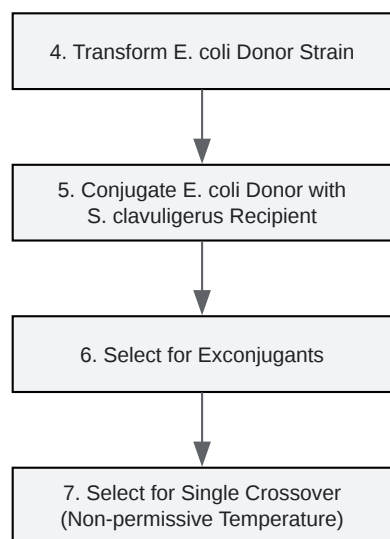 4. Transform E. coli Donor Strain
5. Conjugate E. coli Donor with
S. clavuligerus Recipient
6. Select for Exconjugants
7. Select for Single Crossover
(Non-permissive Temperature)